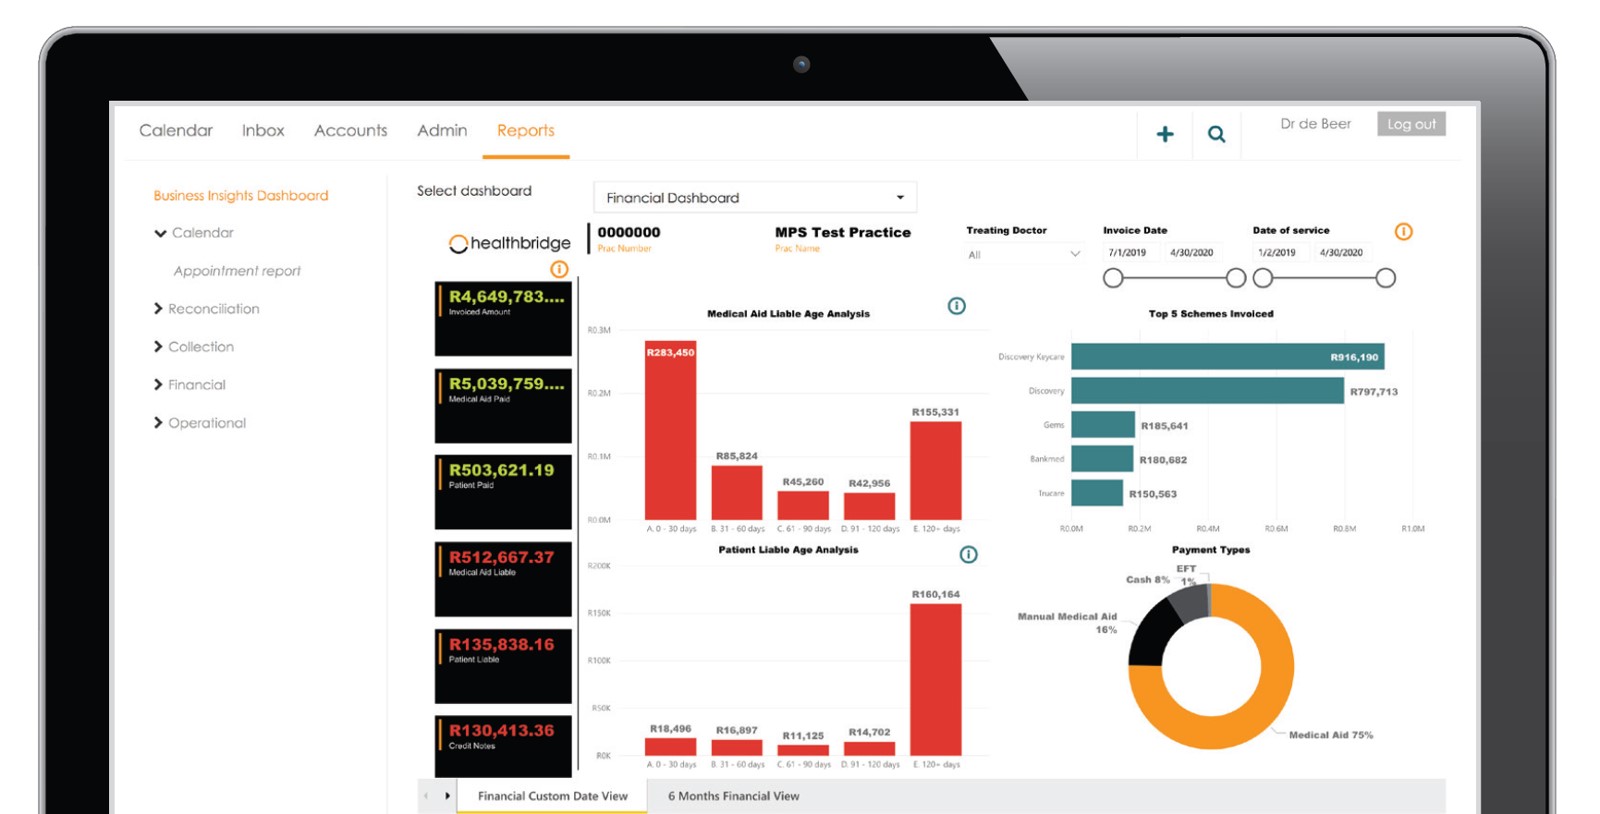 Calendar
Inbox
Accounts
Admin
Reports
Dr de Beer
Log out
Business Insights Dashboard
Calendar
Appointment report
Reconciliation
Collection
Financial
Operational
Select dashboard
Financial Dashboard
healthbridge
0000000
Prac Number
MPS Test Practice
Prac Name
Treating Doctor
All
Invoice Date
7/1/2019 4/30/2020
Date of service
1/2/2019 4/30/2020
R4,649,783....
Invoiced Amount
R5,039,759....
Medical Aid Paid
R503,621.19
Patient Paid
R512,667.37
Medical Aid Liable
R135,838.16
Patient Liable
R130,413.36
Credit Notes
Medical Aid Liable Age Analysis
R0.3M
R0.2M
R0.1M
R0.0M
R283,450
R85,824
R45,260
R42,956
R155,331
A. 0 - 30 days
B. 31 - 60 days
C. 61 - 90 days
D. 91 - 120 days
E. 120+ days
Top 5 Schemes Invoiced
Discovery Keycare
R916,190
Discovery
R797,713
Gems
R185,641
Bankmed
R180,682
Trucare
R150,563
R0.0M
R0.2M
R0.4M
R0.6M
R0.8M
R1.0M
Patient Liable Age Analysis
R200K
R150K
R100K
R50K
R0K
R18,496
R16,897
R11,125
R14,702
R160,164
A. 0 - 30 days
B. 31 - 60 days
C. 61 - 90 days
D. 91 - 120 days
E. 120+ days
Payment Types
EFT
1%
Cash 8%
Manual Medical Aid
16%
Medical Aid 75%
Financial Custom Date View
6 Months Financial View